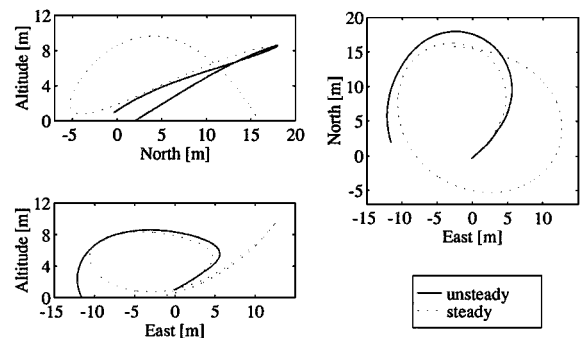 Altitude [m]
12
8
4
0
-5 0 5 10 15 20
North [m]
Altitude [m]
12
8
4
0
-15 -10 -5 0 5 10
East [m]
North [m]
20
15
10
5
0
-5
-15 -10 -5 0 5 10 15
East [m]
unsteady
steady